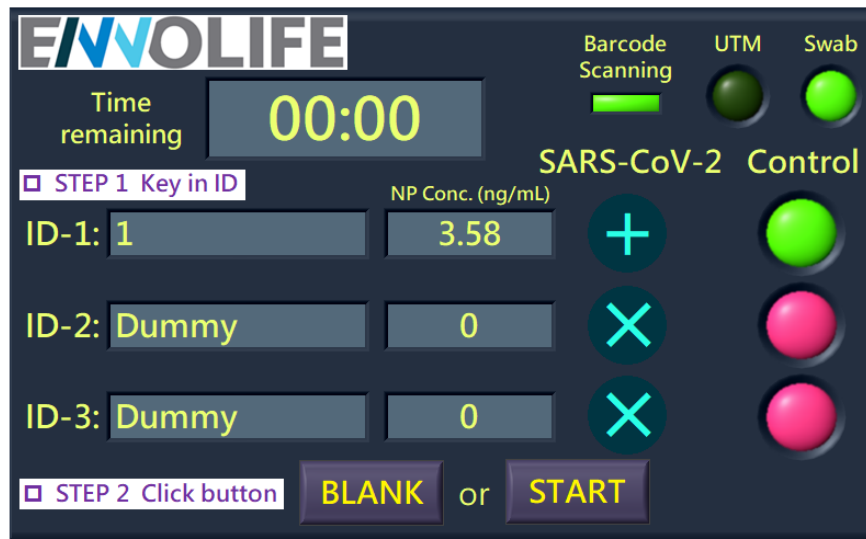 ENNOLIFE
Barcode Scanning
UTM
Swab
Time remaining
00:00
SARS-CoV-2 Control
STEP 1 Key in ID
NP Conc. (ng/mL)
ID-1: 1 3.58 +
ID-2: Dummy 0 ×
ID-3: Dummy 0 ×
STEP 2 Click button BLANK or START